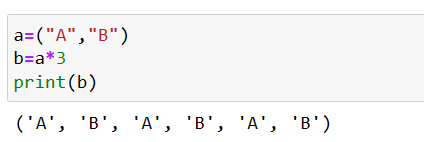 a=("A","B")
b=a*3
print(b)
('A', 'B', 'A', 'B', 'A', 'B')